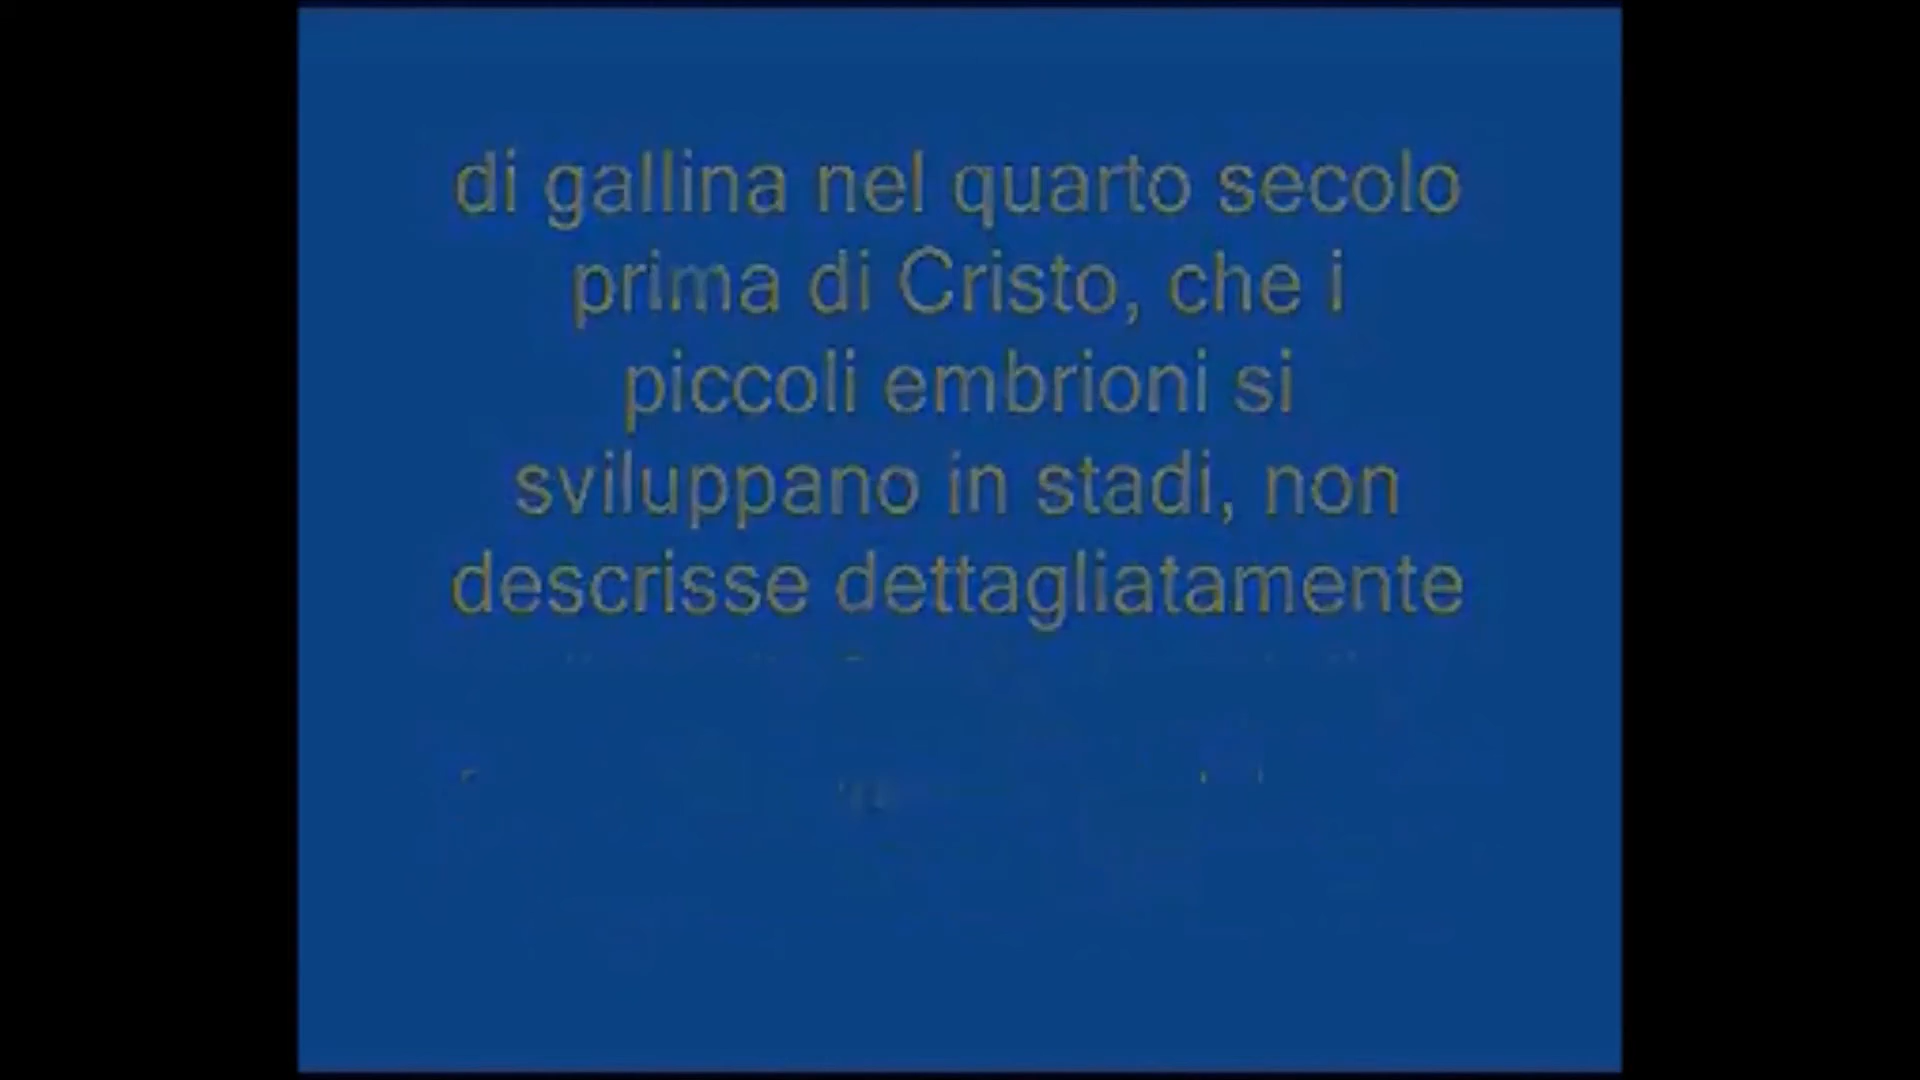 di gallina nel quarto secolo
prima di Cristo, che i
piccoli embrioni si
sviluppano in stadi, non
descrisse dettagliatamente